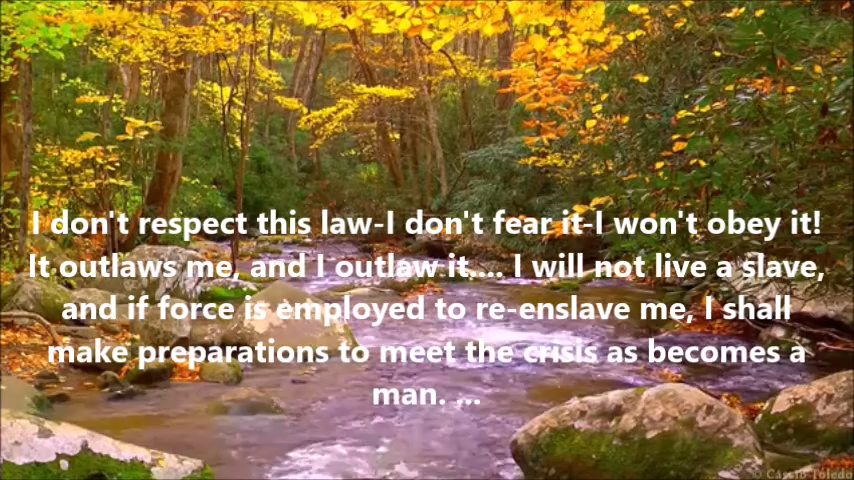 I don't respect this law-I don't fear it-I won't obey it!
It outlaws me, and I outlaw it.... I will not live a slave,
and if force is employed to re-enslave me, I shall
make preparations to meet the crisis as becomes a
man. ...
© Cássio Toledo